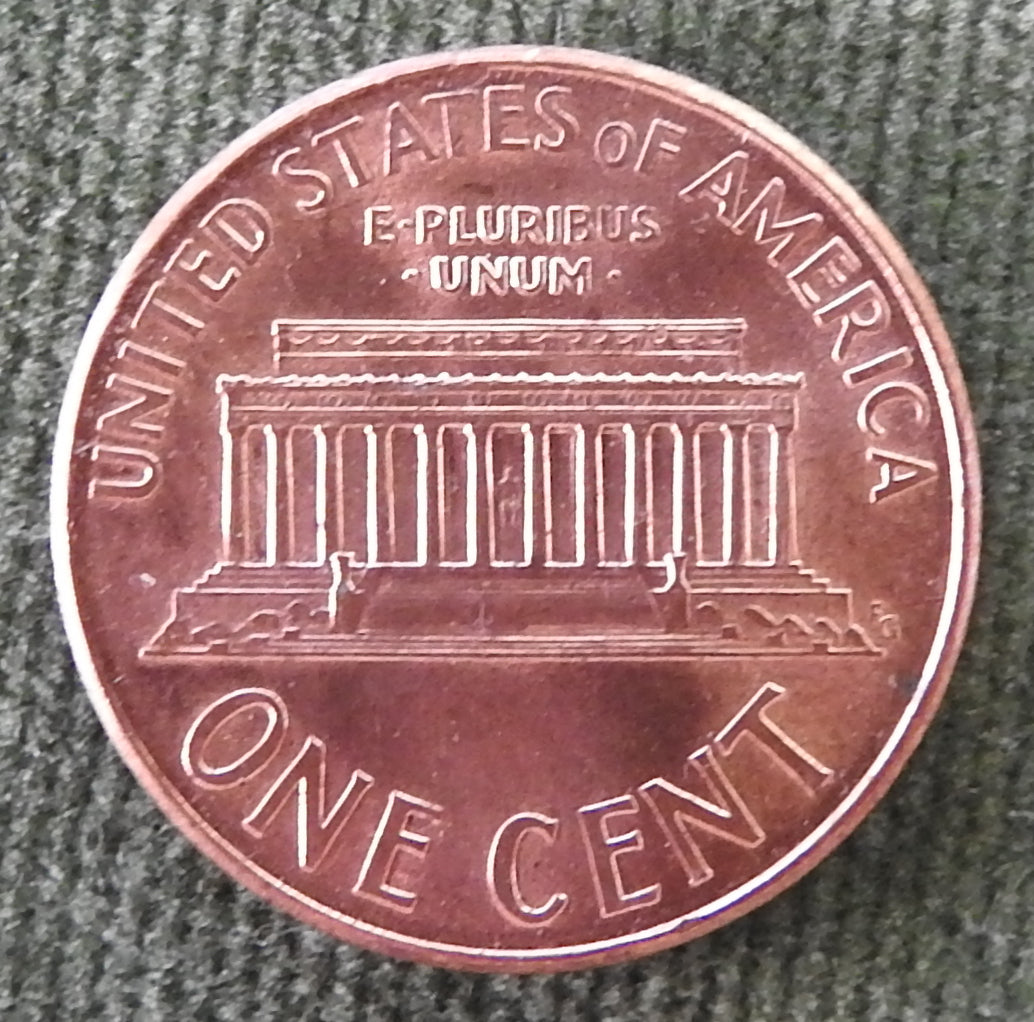 UNITED STATES OF AMERICA
E·PLURIBUS
·UNUM·
ONE CENT